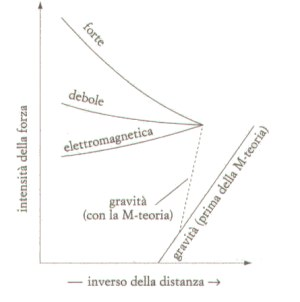 forte
debole
elettromagnetica
gravità
(con la M-teoria)
gravità (prima della M-teoria)
intensità della forza
— inverso della distanza →